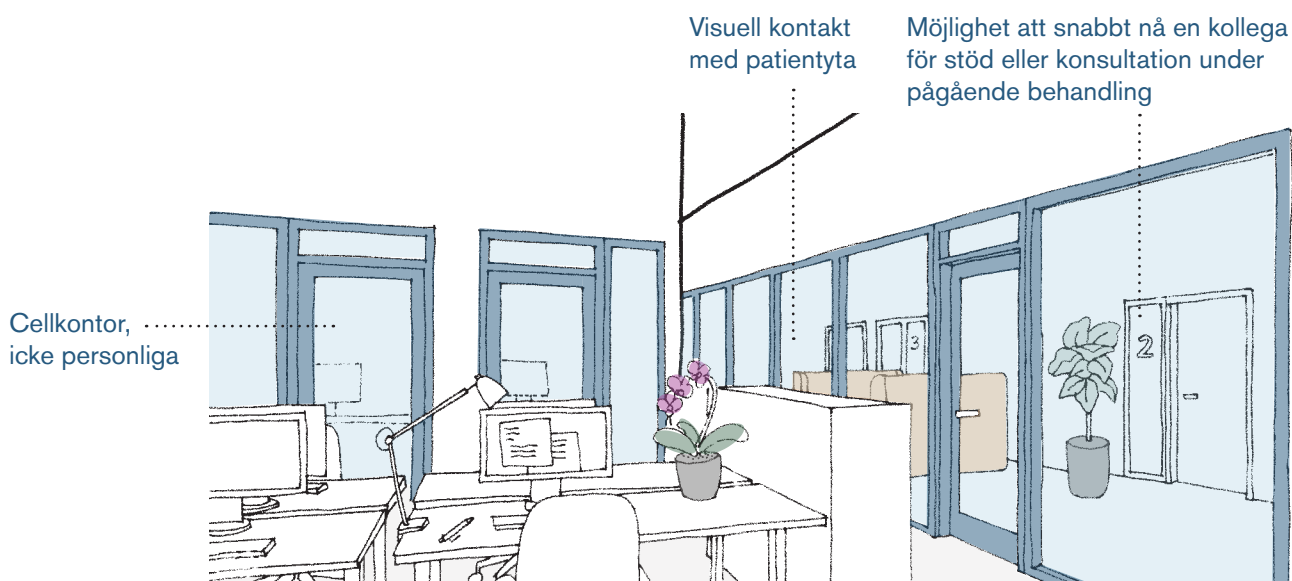 Visuell kontakt
med patientyta
Möjlighet att snabbt nå en kollega
för stöd eller konsultation under
pågående behandling
Cellkontor,
icke personliga
3
2